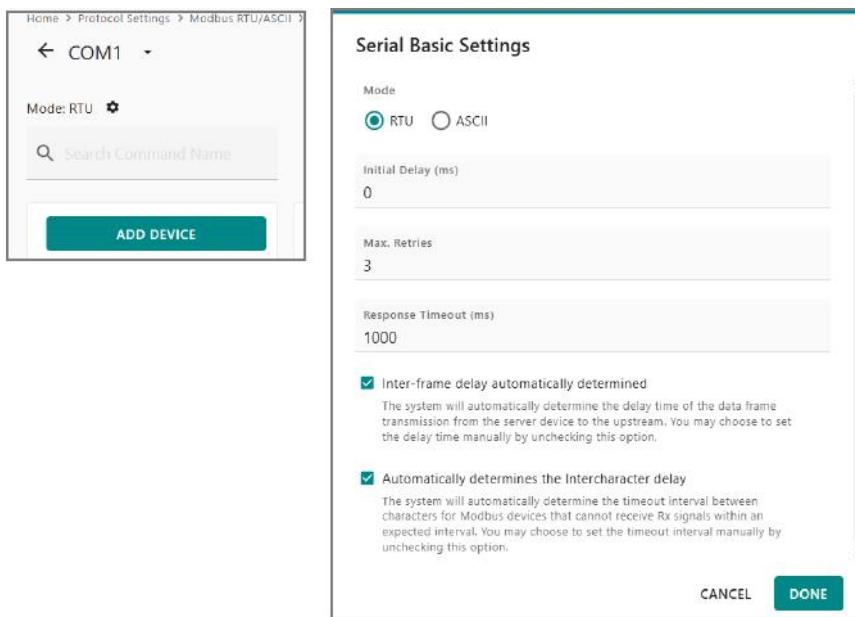 Home > Protocol Settings > Modbus RTU/ASCII >
COM1
Mode: RTU
Search Command Name
ADD DEVICE
Serial Basic Settings
Mode
RTU ASCII
Initial Delay (ms)
0
Max. Retries
3
Response Timeout (ms)
1000
Inter-frame delay automatically determined
The system will automatically determine the delay time of the data frame
transmission from the server device to the upstream. You may choose to set
the delay time manually by unchecking this option.
Automatically determines the Intercharacter delay
The system will automatically determine the timeout interval between
characters for Modbus devices that cannot receive Rx signals within an
expected interval. You may choose to set the timeout interval manually by
unchecking this option.
CANCEL DONE